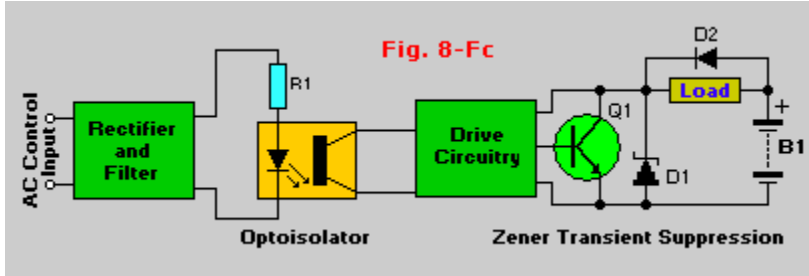 Fig. 8-Fc
D2
R1
Load
Q1
+
B1
AC Control
Input
Rectifier
and
Filter
Drive
Circuitry
D1
Optoisolator
Zener Transient Suppression